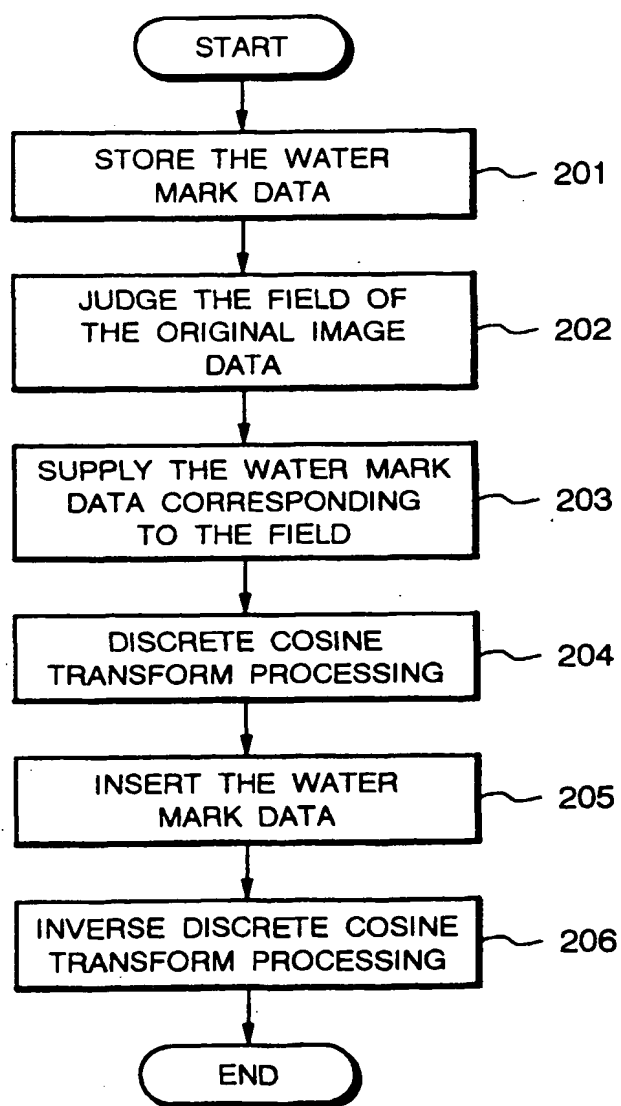 START
STORE THE WATER
MARK DATA
201
JUDGE THE FIELD OF
THE ORIGINAL IMAGE
DATA
202
SUPPLY THE WATER MARK
DATA CORRESPONDING
TO THE FIELD
203
DISCRETE COSINE
TRANSFORM PROCESSING
204
INSERT THE WATER
MARK DATA
205
INVERSE DISCRETE COSINE
TRANSFORM PROCESSING
206
END